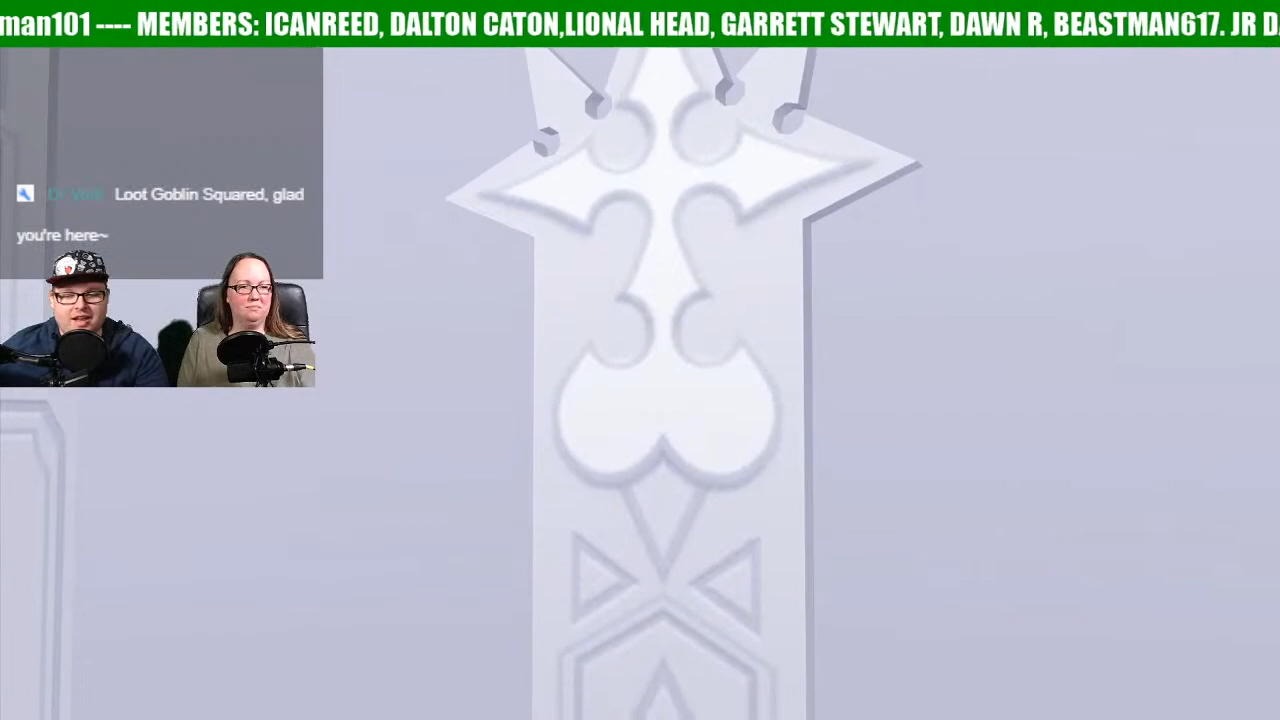 man101 ---- MEMBERS: ICANREED, DALTON CATON,LIONAL HEAD, GARRETT STEWART, DAWN R, BEASTMAN617. JR D
Loot Goblin Squared, glad
you're here~